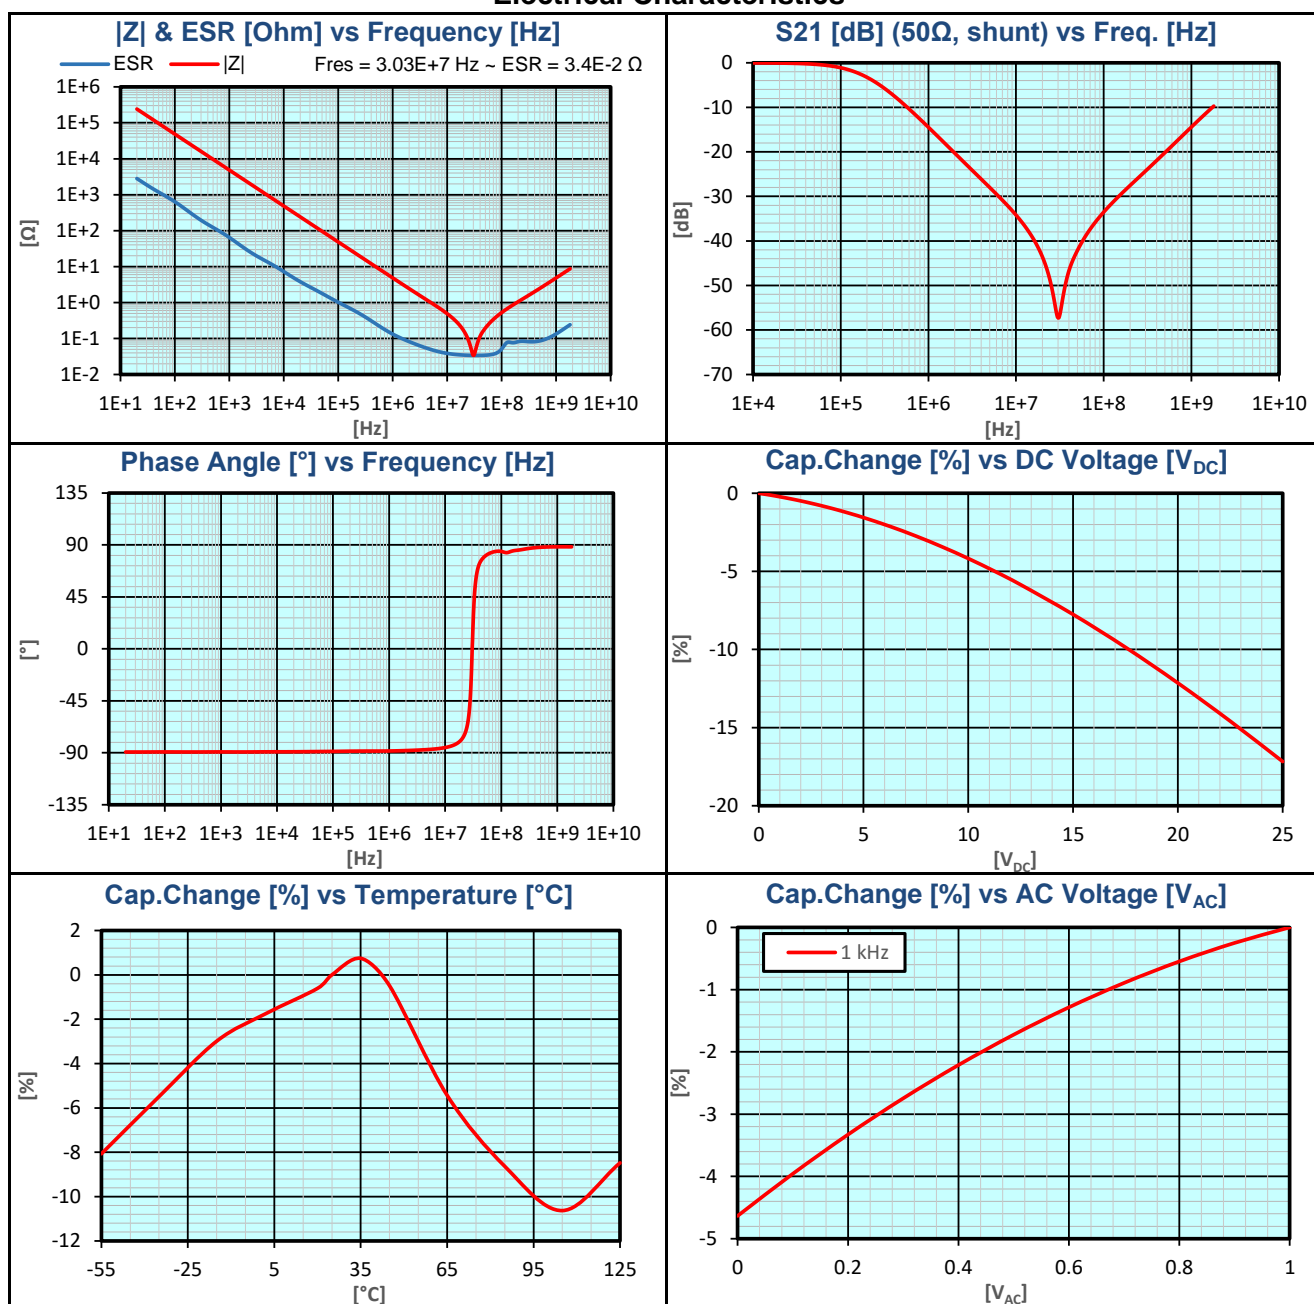 Electrical Characteristics
|Z| & ESR [Ohm] vs Frequency [Hz]
ESR |Z| Fres = 3.03E+7 Hz ~ ESR = 3.4E-2 Ω
1E+6
1E+5
1E+4
1E+3
1E+2
1E+1
1E+0
1E-1
1E-2
[Ω]
1E+1 1E+2 1E+3 1E+4 1E+5 1E+6 1E+7 1E+8 1E+9 1E+10
[Hz]
S21 [dB] (50Ω, shunt) vs Freq. [Hz]
0
-10
-20
-30
-40
-50
-60
-70
[dB]
1E+4 1E+5 1E+6 1E+7 1E+8 1E+9 1E+10
[Hz]
Phase Angle [°] vs Frequency [Hz]
135
90
45
0
-45
-90
-135
[°]
1E+1 1E+2 1E+3 1E+4 1E+5 1E+6 1E+7 1E+8 1E+9 1E+10
[Hz]
Cap.Change [%] vs DC Voltage [VDC]
0
-5
-10
-15
-20
[%]
0 5 10 15 20 25
[VDC]
Cap.Change [%] vs Temperature [°C]
2
0
-2
-4
-6
-8
-10
-12
[%]
-55 -25 5 35 65 95 125
[°C]
Cap.Change [%] vs AC Voltage [VAC]
1 kHz
0
-1
-2
-3
-4
-5
[%]
0 0.2 0.4 0.6 0.8 1
[VAC]